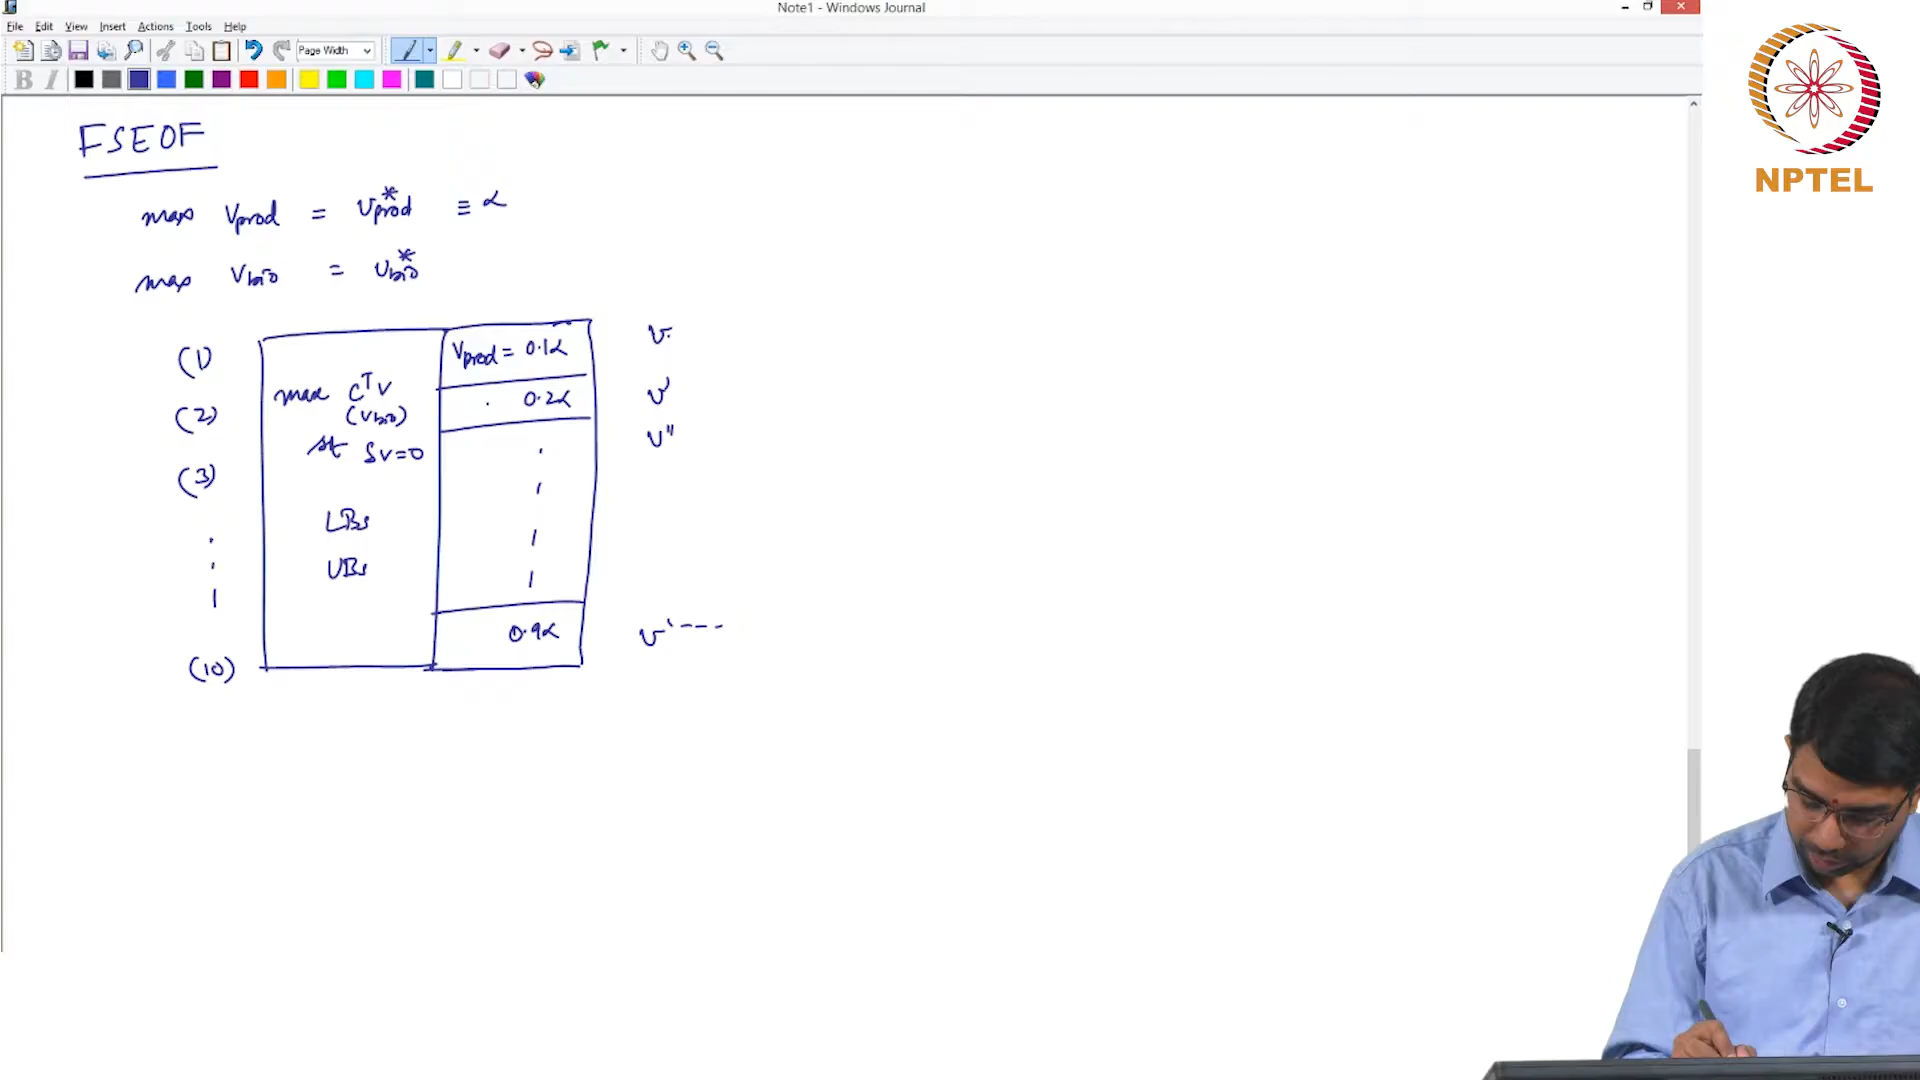 Note1 - Windows Journal
File Edit View Insert Actions Tools Help
Page Width
B I
NPTEL
FSEOF
max Vprod = V*prod ≡ α
max Vbio = V*bio
(1)
(2)
(3)
(10)
max CᵀV
(Vbio)
st SV=0
LBs
UBs
Vprod = 0.1α
0.2α
0.9α
V
V'
V''
V'---